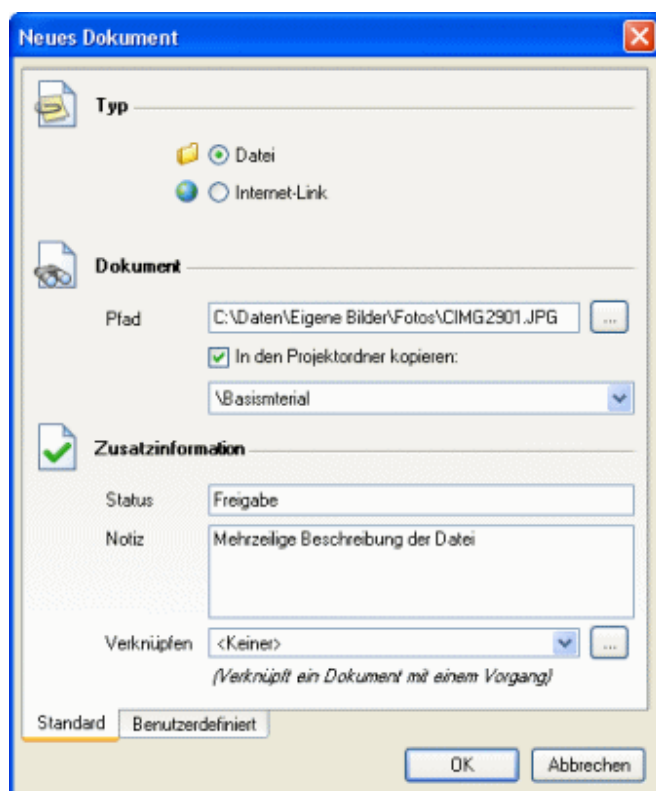 Neues Dokument
Typ
Datei
Internet-Link
Dokument
Pfad C:\Daten\Eigene Bilder\Fotos\CIMG2901.JPG ...
In den Projektordner kopieren:
\Basismterial
Zusatzinformation
Status Freigabe
Notiz Mehrzeilige Beschreibung der Datei
Verknüpfen <Keiner> ...
(Verknüpft ein Dokument mit einem Vorgang)
Standard Benutzerdefiniert
OK Abbrechen